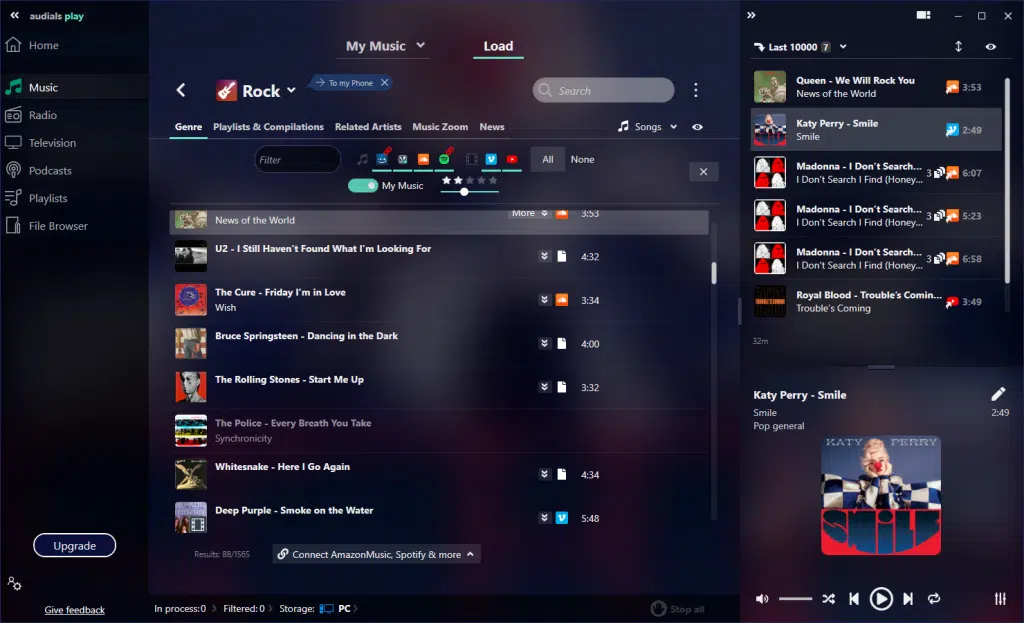 audials play
Home
Music
Radio
Television
Podcasts
Playlists
File Browser
Upgrade
Give feedback
My Music
Load
Rock
To my Phone
Search
Genre
Playlists & Compilations
Related Artists
Music Zoom
News
Songs
Filter
All
None
My Music
News of the World
More
3:53
U2 - I Still Haven't Found What I'm Looking For
4:32
The Cure - Friday I'm in Love
Wish
3:34
Bruce Springsteen - Dancing in the Dark
4:00
The Rolling Stones - Start Me Up
3:32
The Police - Every Breath You Take
Synchronicity
Whitesnake - Here I Go Again
4:34
Deep Purple - Smoke on the Water
5:48
Results: 88/1565
Connect AmazonMusic, Spotify & more
In process:0
Filtered:0
Storage:
PC
Stop all
Last 10000
7
Queen - We Will Rock You
News of the World
3:53
Katy Perry - Smile
Smile
2:49
Madonna - I Don't Search...
I Don't Search I Find (Honey...
3
6:07
Madonna - I Don't Search...
I Don't Search I Find (Honey...
3
5:23
Madonna - I Don't Search...
I Don't Search I Find (Honey...
3
6:58
Royal Blood - Trouble's Comin...
Trouble's Coming
3:49
32m
Katy Perry - Smile
Smile
2:49
Pop general
KATY PERRY